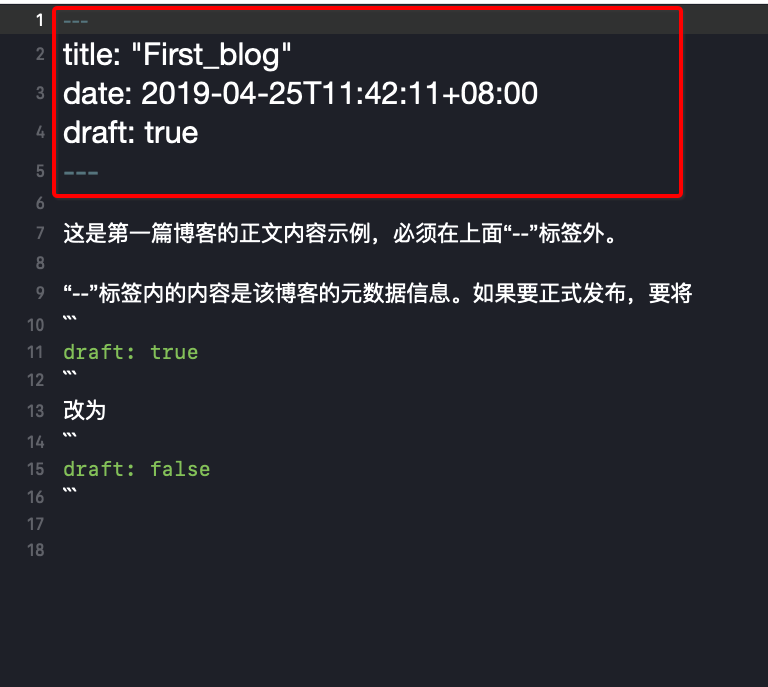 1 ---
2 title: "First_blog"
3 date: 2019-04-25T11:42:11+08:00
4 draft: true
5 ---
6
7 这是第一篇博客的正文内容示例，必须在上面“--”标签外。
8
9 “--”标签内的内容是该博客的元数据信息。如果要正式发布，要将
10 ```
11 draft: true
12 ```
13 改为
14 ```
15 draft: false
16 ```
17
18